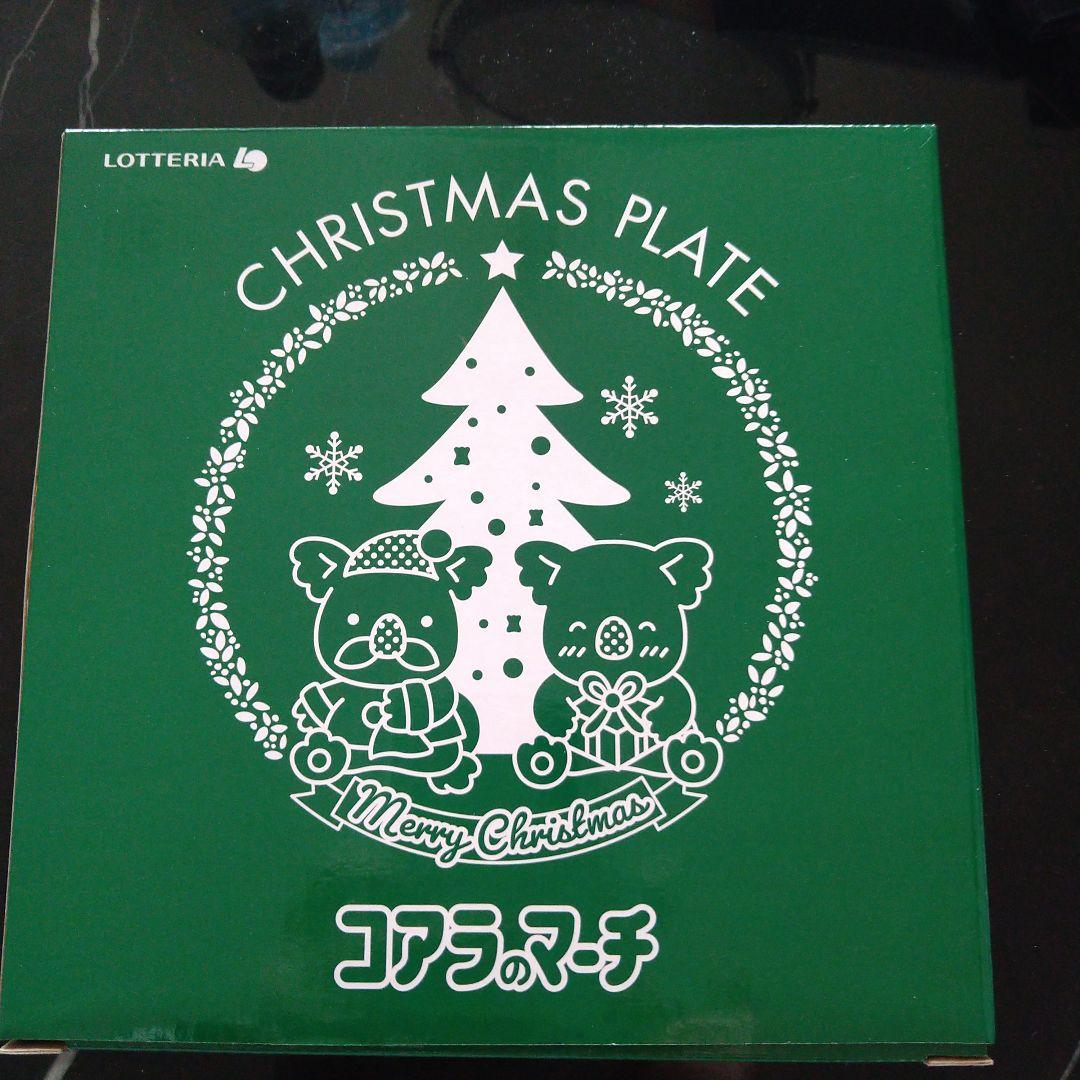 LOTTERIA
CHRISTMAS PLATE
Merry Christmas
コアラのマーチ